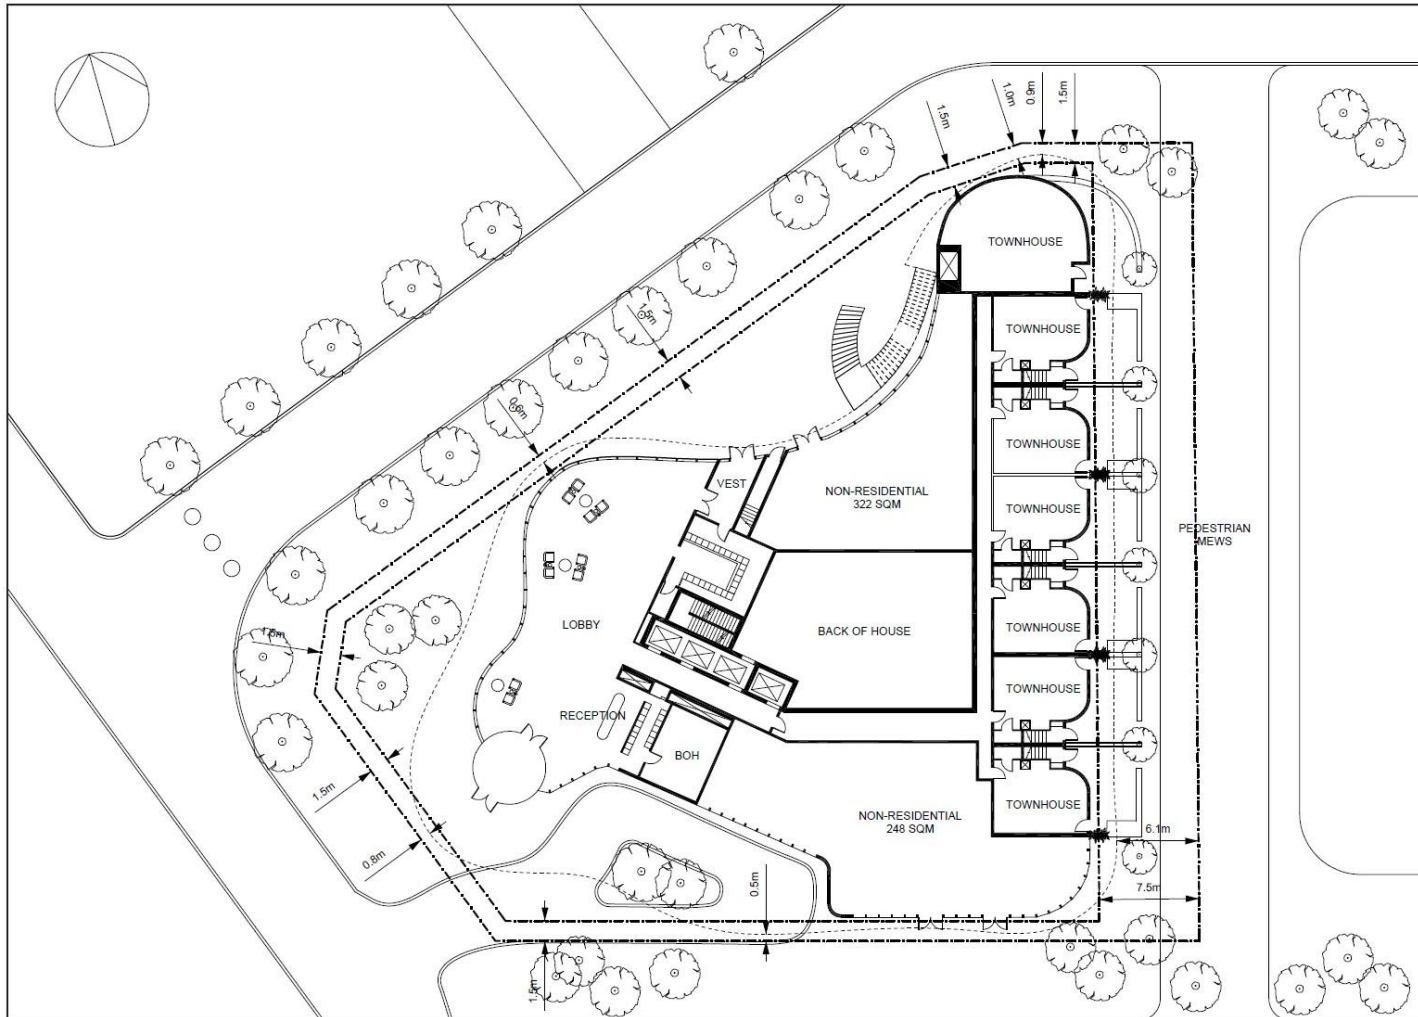 1.5m
1.0m
0.9m
1.5m
TOWNHOUSE
1.5m
TOWNHOUSE
0.6m
TOWNHOUSE
VEST
NON-RESIDENTIAL
322 SQM
TOWNHOUSE
PEDESTRIAN
MEWS
LOBBY
BACK OF HOUSE
TOWNHOUSE
1.5m
TOWNHOUSE
RECEPTION
BOH
1.5m
TOWNHOUSE
NON-RESIDENTIAL
248 SQM
6.1m
0.8m
0.5m
7.5m
1.5m